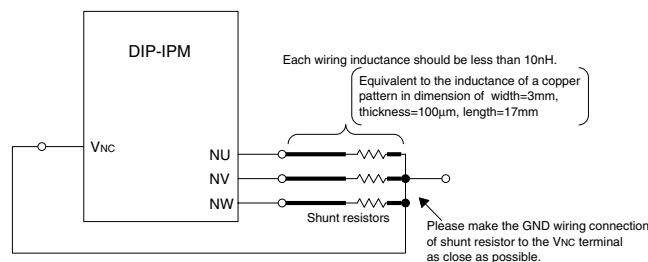 DIP-IPM
Each wiring inductance should be less than 10nH.
Equivalent to the inductance of a copper
pattern in dimension of width=3mm,
thickness=100μm, length=17mm
VNC
NU
NV
NW
Shunt resistors
Please make the GND wiring connection
of shunt resistor to the VNC terminal
as close as possible.